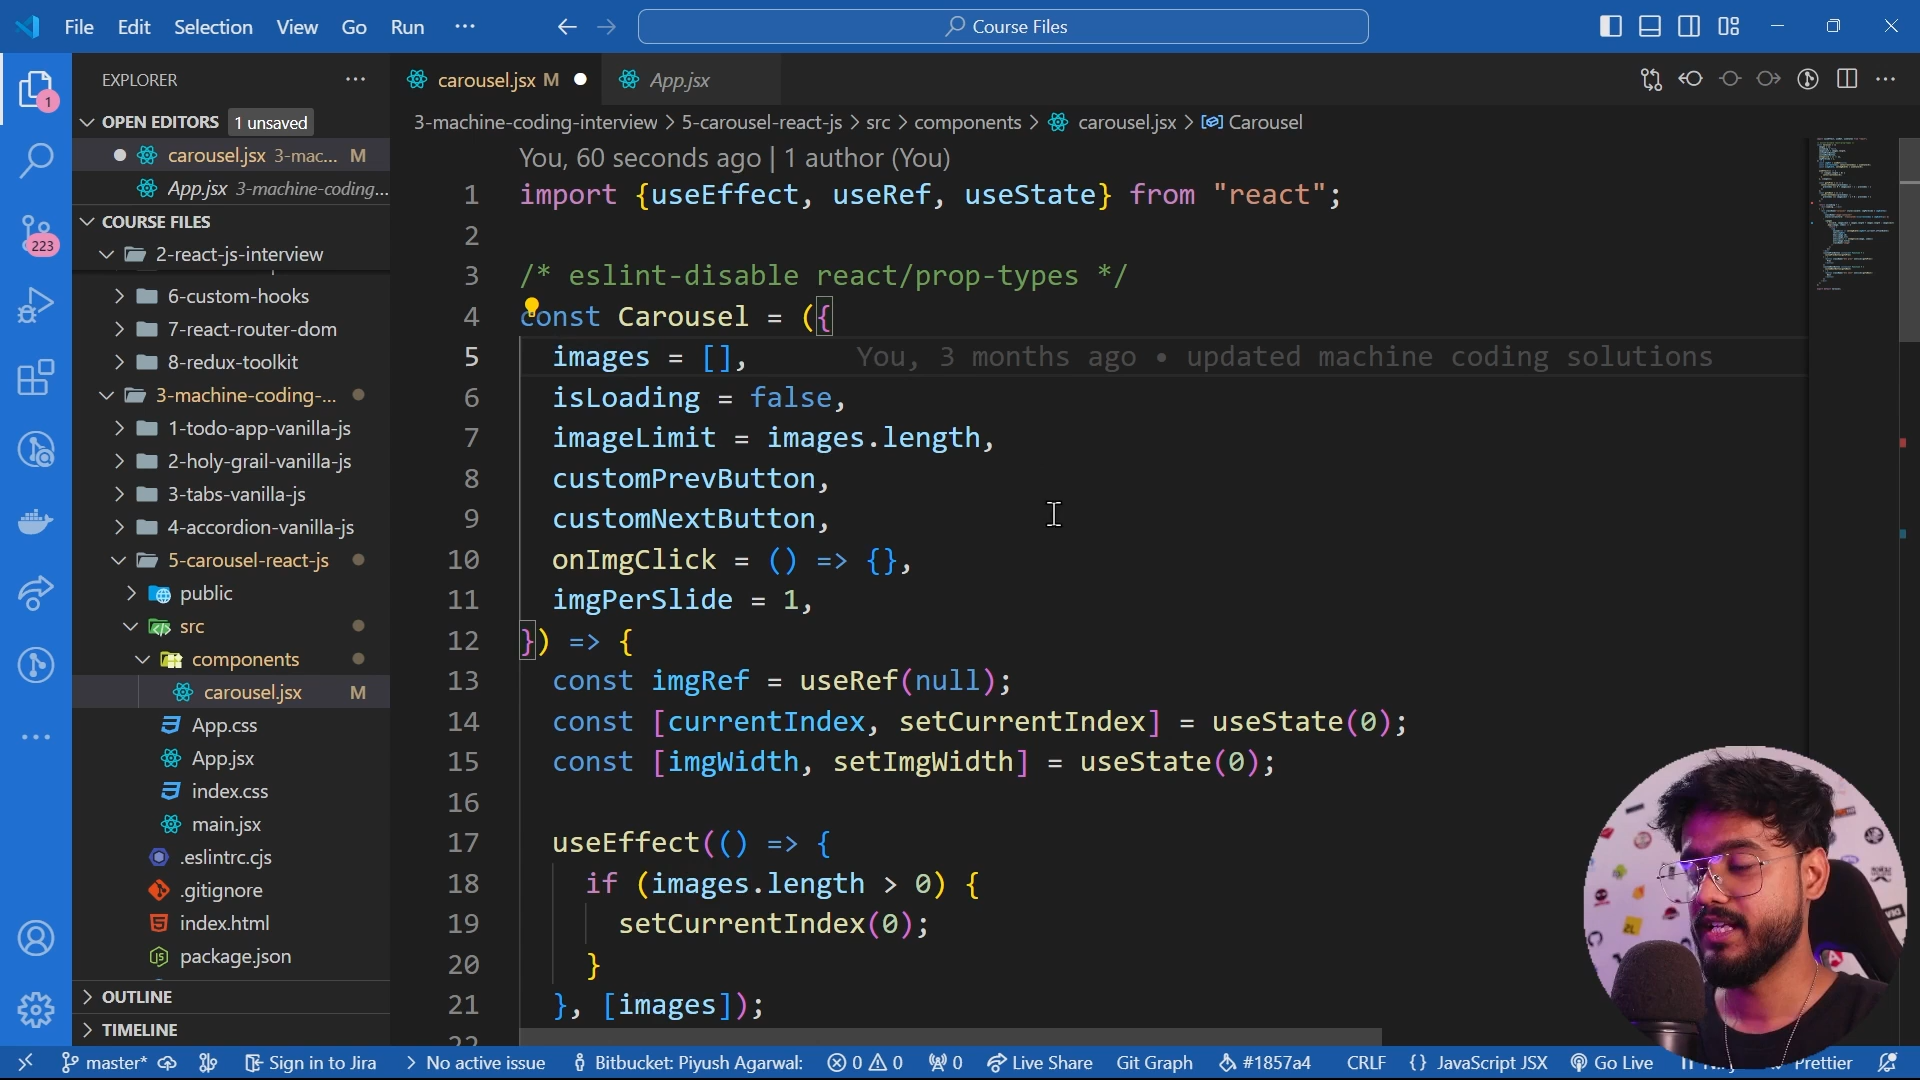 File Edit Selection View Go Run ··· Course Files
EXPLORER ···
OPEN EDITORS 1 unsaved
carousel.jsx 3-mac... M
App.jsx 3-machine-coding...
COURSE FILES
2-react-js-interview
6-custom-hooks
7-react-router-dom
8-redux-toolkit
3-machine-coding-...
1-todo-app-vanilla-js
2-holy-grail-vanilla-js
3-tabs-vanilla-js
4-accordion-vanilla-js
5-carousel-react-js
public
src
components
carousel.jsx M
App.css
App.jsx
index.css
main.jsx
.eslintrc.cjs
.gitignore
index.html
package.json
OUTLINE
TIMELINE
1
223
carousel.jsx M App.jsx
3-machine-coding-interview > 5-carousel-react-js > src > components > carousel.jsx > Carousel
You, 60 seconds ago | 1 author (You)
1 import {useEffect, useRef, useState} from "react";
2
3 /* eslint-disable react/prop-types */
4 const Carousel = ({
5 images = [], You, 3 months ago • updated machine coding solutions
6 isLoading = false,
7 imageLimit = images.length,
8 customPrevButton,
9 customNextButton,
10 onImgClick = () => {},
11 imgPerSlide = 1,
12 }) => {
13 const imgRef = useRef(null);
14 const [currentIndex, setCurrentIndex] = useState(0);
15 const [imgWidth, setImgWidth] = useState(0);
16
17 useEffect(() => {
18 if (images.length > 0) {
19 setCurrentIndex(0);
20 }
21 }, [images]);
22
master* Sign in to Jira No active issue Bitbucket: Piyush Agarwal: 0 0 0 Live Share Git Graph #1857a4 CRLF {} JavaScript JSX Go Live Prettier